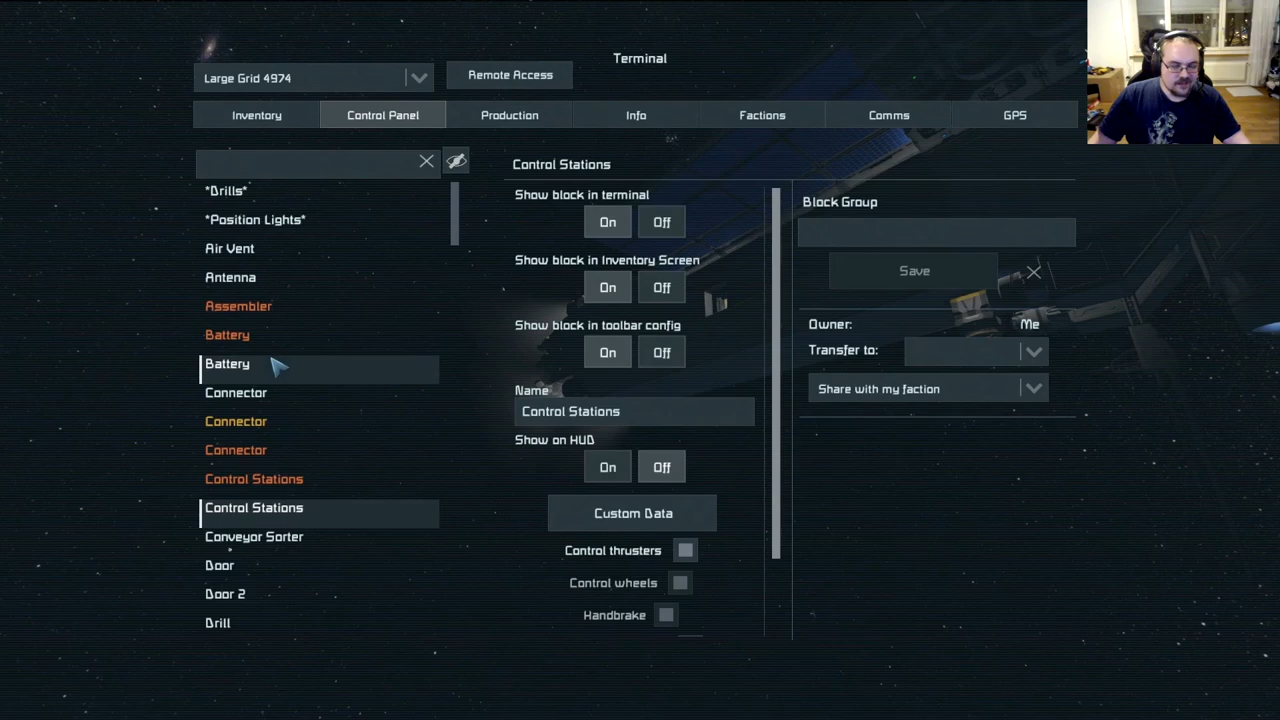 Terminal
Large Grid 4974
Remote Access
Inventory
Control Panel
Production
Info
Factions
Comms
GPS
*Drills*
*Position Lights*
Air Vent
Antenna
Assembler
Battery
Battery
Connector
Connector
Connector
Control Stations
Control Stations
Conveyor Sorter
Door
Door 2
Drill
Control Stations
Show block in terminal
On Off
Show block in Inventory Screen
On Off
Show block in toolbar config
On Off
Name
Control Stations
Show on HUD
On Off
Custom Data
Control thrusters
Control wheels
Handbrake
Block Group
Save
Owner: Me
Transfer to:
Share with my faction